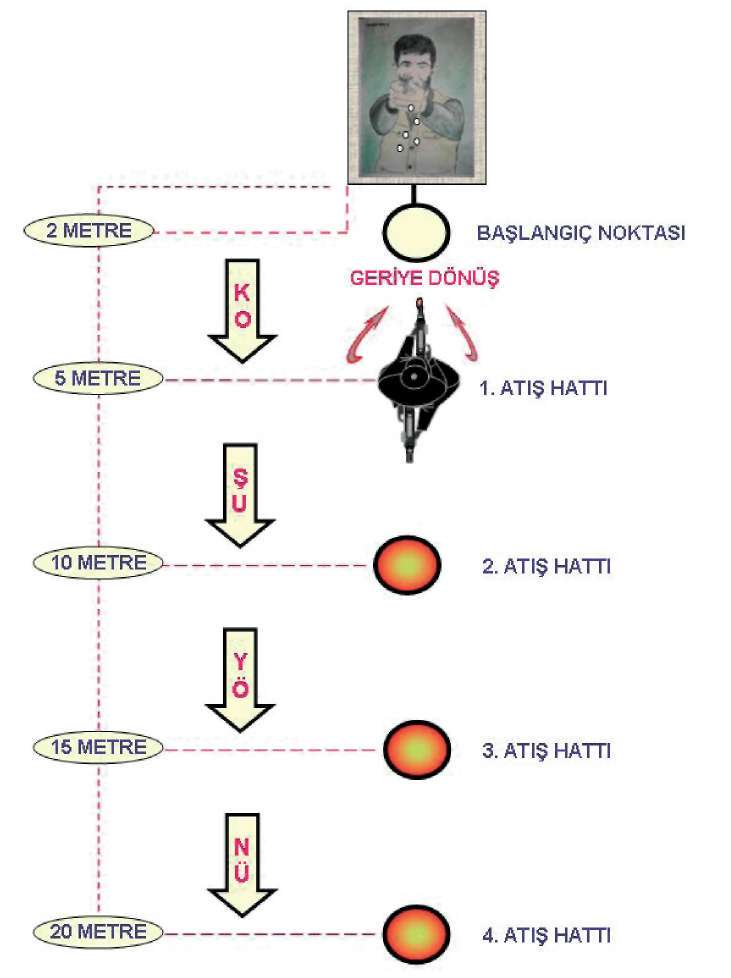 2 METRE
BAŞLANGIÇ NOKTASI
GERİYE DÖNÜŞ
K
O
5 METRE
1. ATIŞ HATTI
Ş
U
10 METRE
2. ATIŞ HATTI
Y
Ö
15 METRE
3. ATIŞ HATTI
N
Ü
20 METRE
4. ATIŞ HATTI